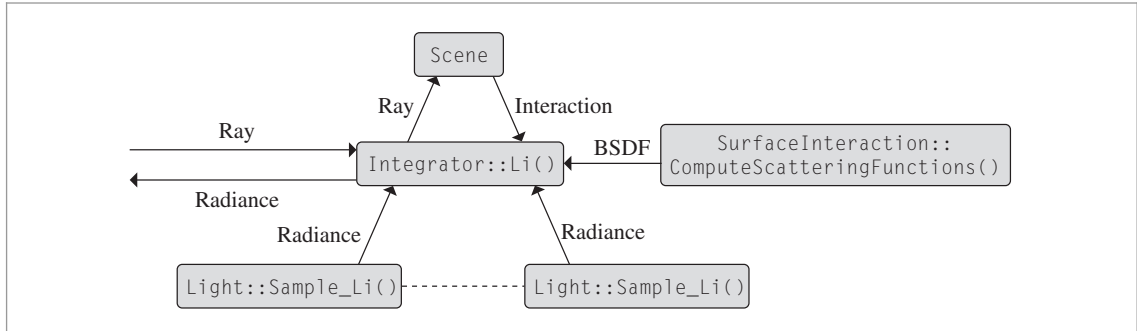 Scene
Ray
Interaction
Ray
BSDF
SurfaceInteraction::
ComputeScatteringFunctions()
Integrator::Li()
Radiance
Radiance
Radiance
Light::Sample_Li()
Light::Sample_Li()